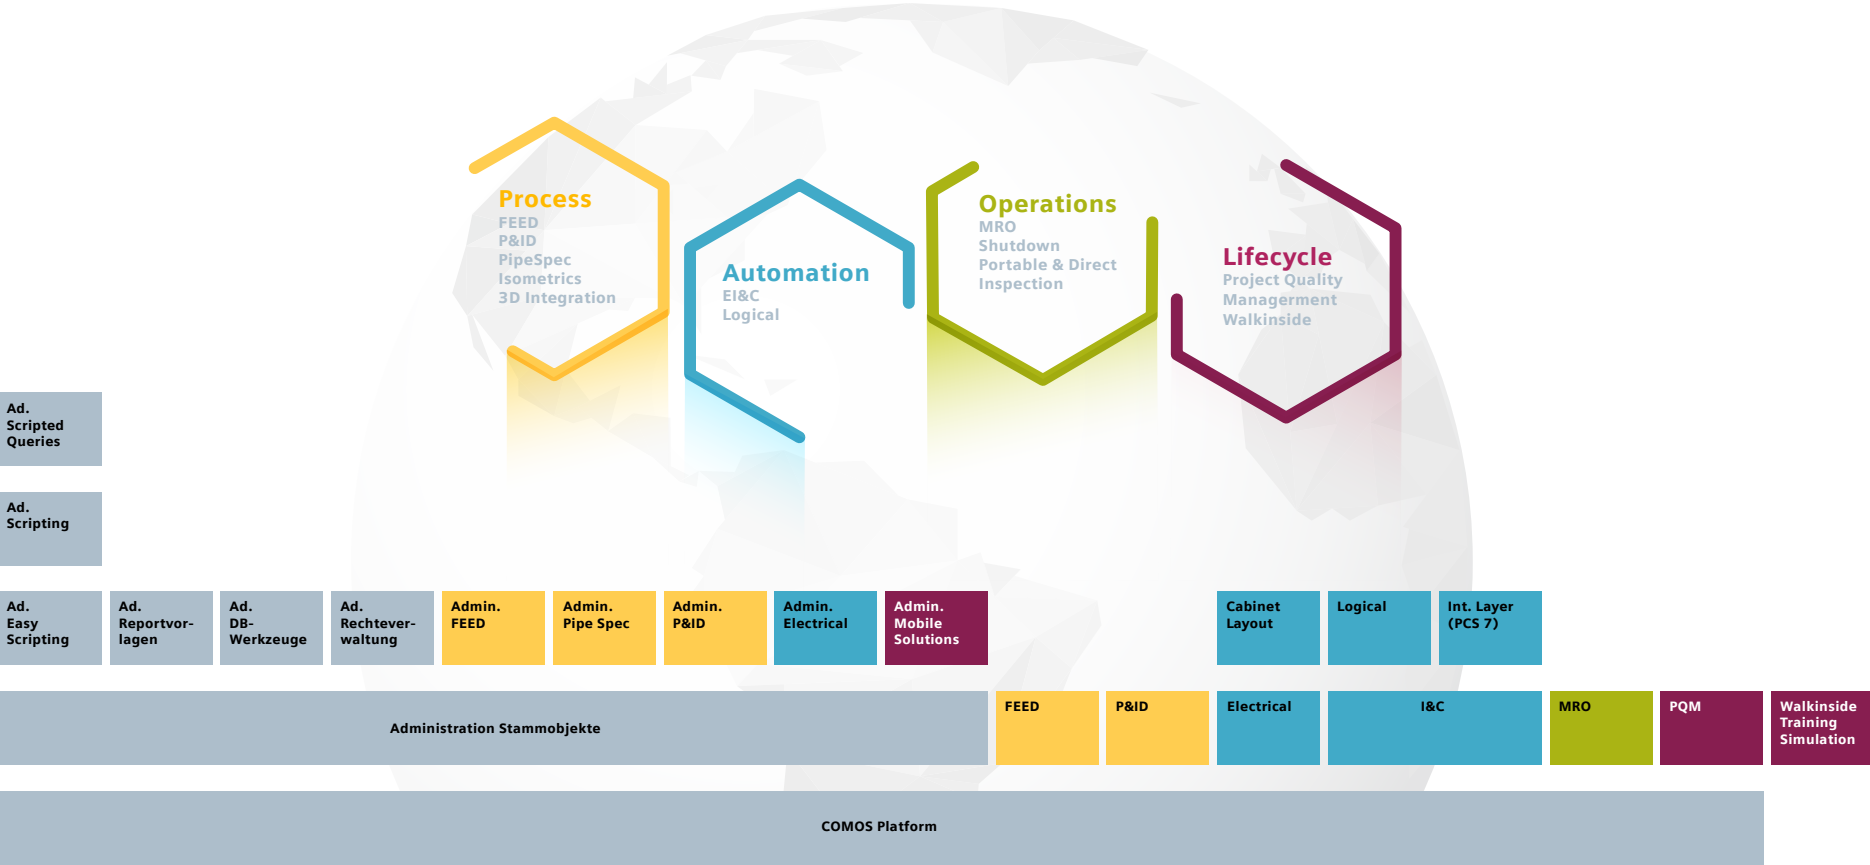 Process
FEED
P&ID
PipeSpec
Isometrics
3D Integration
Automation
EI&C
Logical
Operations
MRO
Shutdown
Portable & Direct
Inspection
Lifecycle
Project Quality
Managerment
Walkinside
Ad.
Scripted
Queries
Ad.
Scripting
Ad.
Easy
Scripting
Ad.
Reportvor-
lagen
Ad.
DB-
Werkzeuge
Ad.
Rechtever-
waltung
Admin.
FEED
Admin.
Pipe Spec
Admin.
P&ID
Admin.
Electrical
Admin.
Mobile
Solutions
Cabinet
Layout
Logical
Int. Layer
(PCS 7)
Administration Stammobjekte
FEED
P&ID
Electrical
I&C
MRO
PQM
Walkinside
Training
Simulation
COMOS Platform